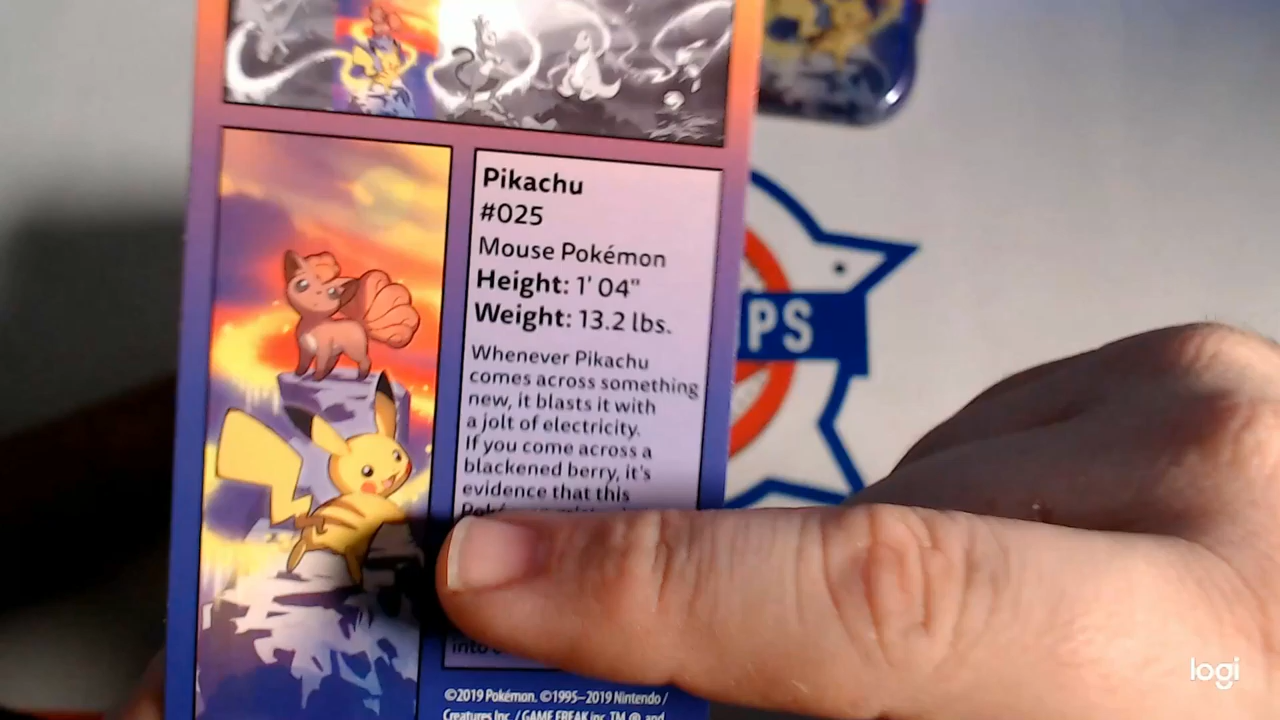 Pikachu
#025
Mouse Pokémon
Height: 1' 04"
Weight: 13.2 lbs.
Whenever Pikachu
comes across something
new, it blasts it with
a jolt of electricity.
If you come across a
blackened berry, it's
evidence that this
into
©2019 Pokémon. ©1995–2019 Nintendo /
Creatures Inc. / GAME FREAK inc. TM ® and
PS
logi